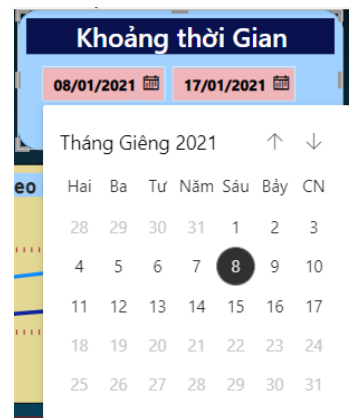 Khoảng thời Gian
08/01/2021 17/01/2021
Tháng Giêng 2021
eo
Hai Ba Tư Năm Sáu Bảy CN
28 29 30 31 1 2 3
4 5 6 7 8 9 10
11 12 13 14 15 16 17
18 19 20 21 22 23 24
25 26 27 28 29 30 31